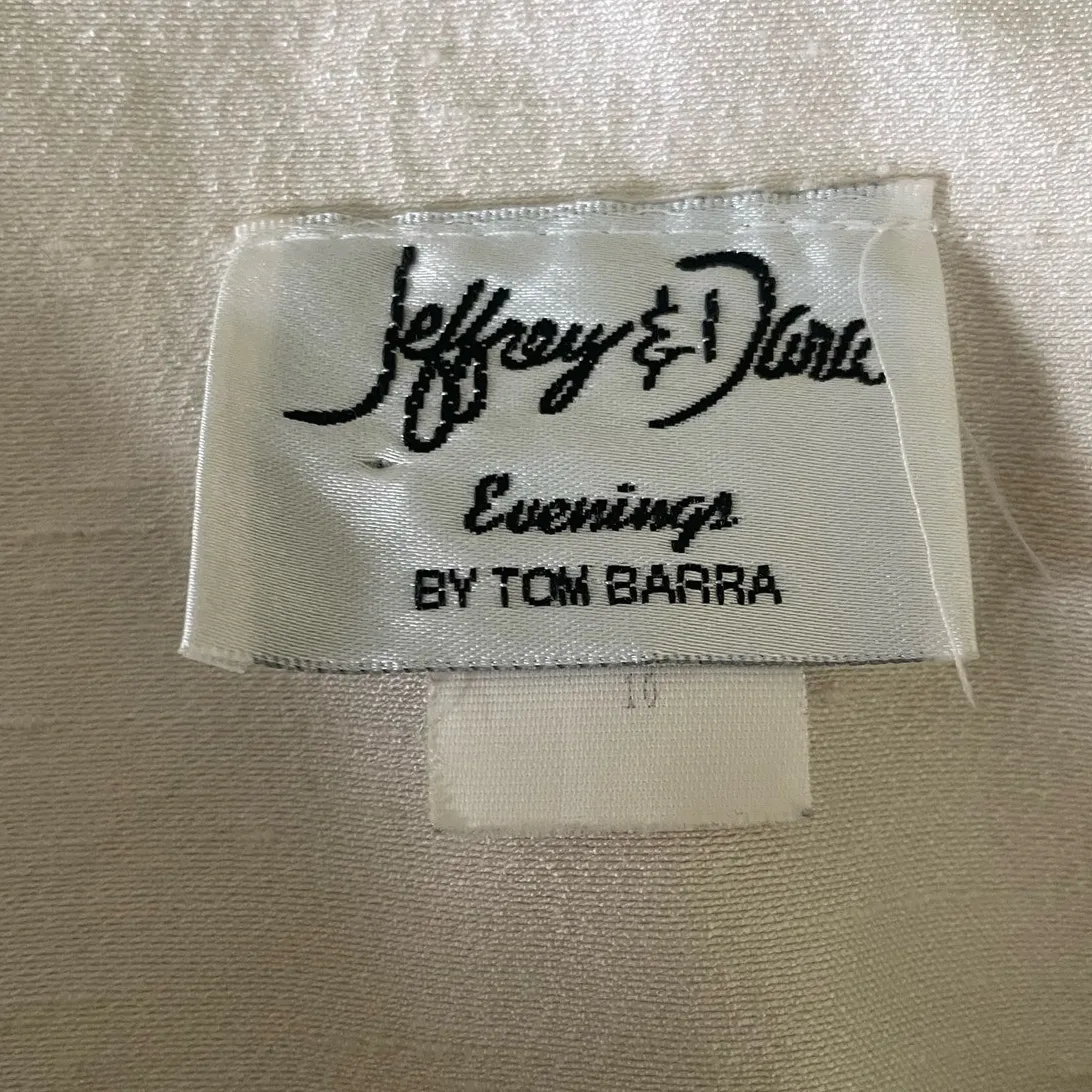 Jeffrey & Dara
Evenings
BY TOM BARRA
10